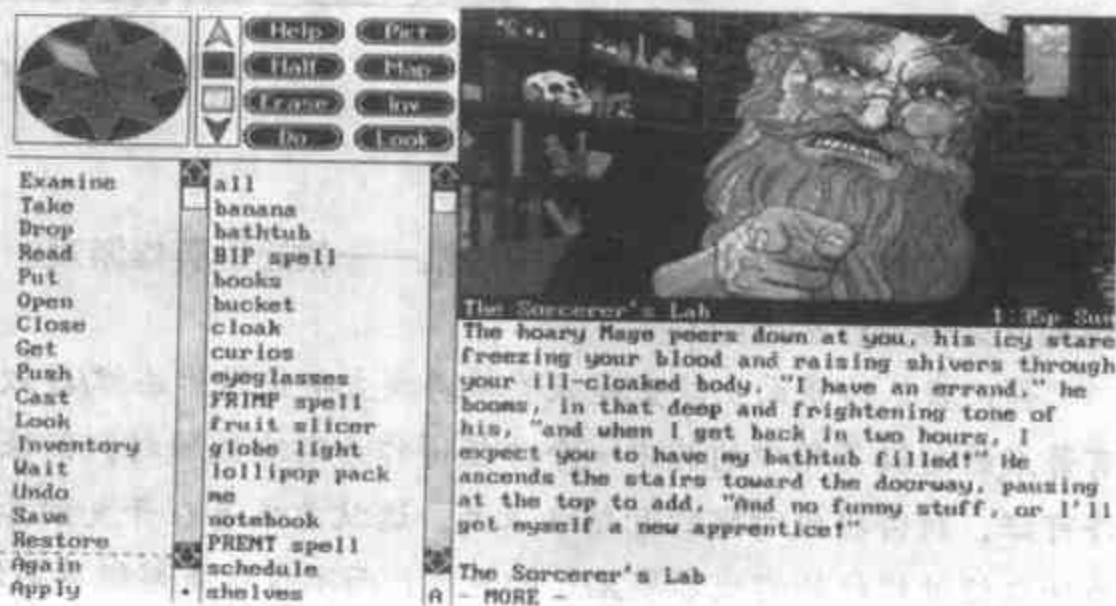 Help
Pict
Half
Map
Erase
Inv
Do
Look
Examine
Take
Drop
Read
Put
Open
Close
Get
Push
Cast
Look
Inventory
Wait
Undo
Save
Restore
Again
Apply
all
banana
bathtub
BIP spell
books
bucket
cloak
curios
eyeglasses
FRIMP spell
fruit slicer
globe light
lollipop pack
me
notebook
PRENT spell
schedule
shelves
A
The Sorcerer's Lab
Sun
The hoary Mage peers down at you, his icy stare
freezing your blood and raising shivers through
your ill-cloaked body. "I have an errand," he
booms, in that deep and frightening tone of
his, "and when I get back in two hours, I
expect you to have my bathtub filled!" He
ascends the stairs toward the doorway, pausing
at the top to add, "And no funny stuff, or I'll
get myself a new apprentice!"
The Sorcerer's Lab
- MORE -